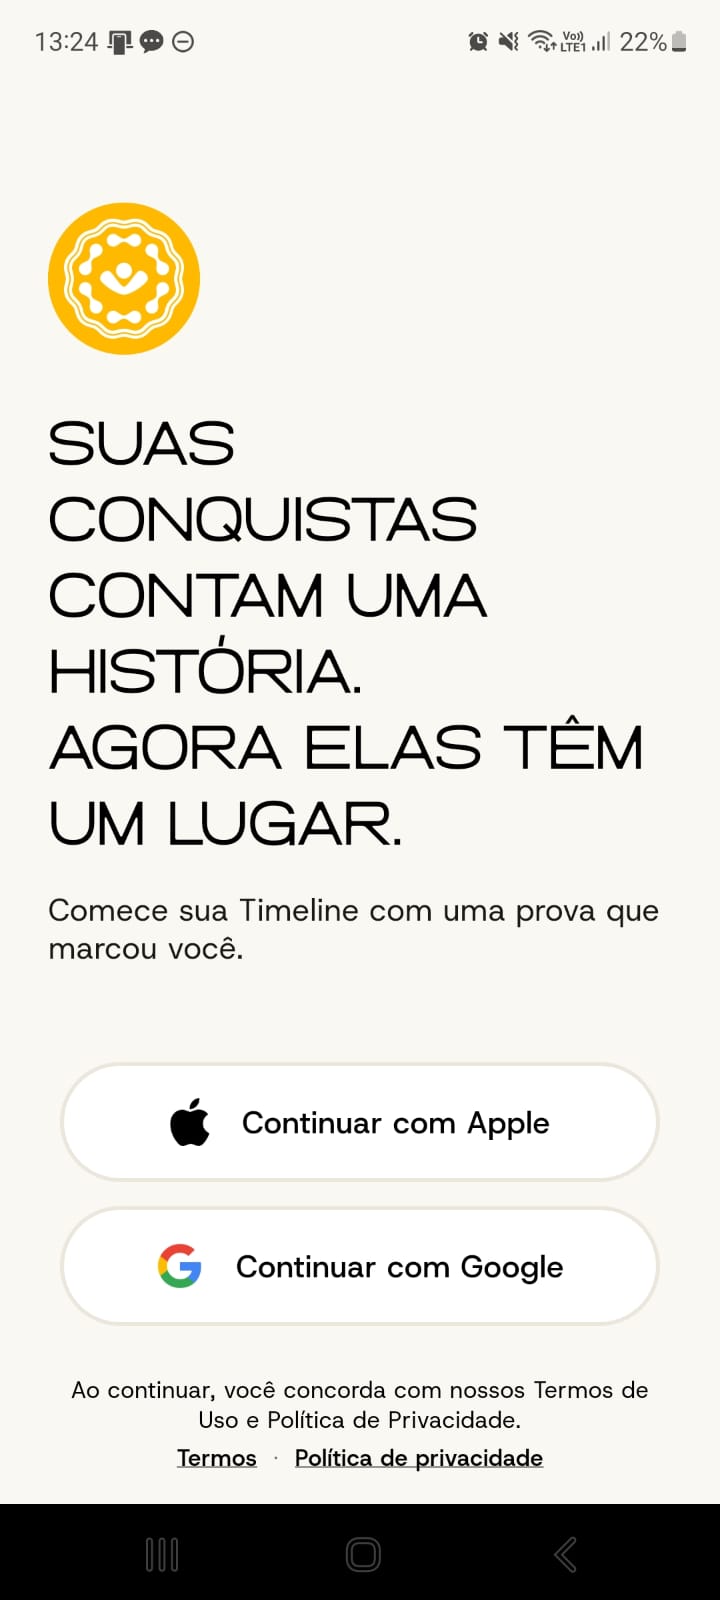 13:24
Vo)) LTE1 22%
SUAS
CONQUISTAS
CONTAM UMA
HISTÓRIA.
AGORA ELAS TÊM
UM LUGAR.
Comece sua Timeline com uma prova que
marcou você.
Continuar com Apple
Continuar com Google
Ao continuar, você concorda com nossos Termos de
Uso e Política de Privacidade.
Termos · Política de privacidade